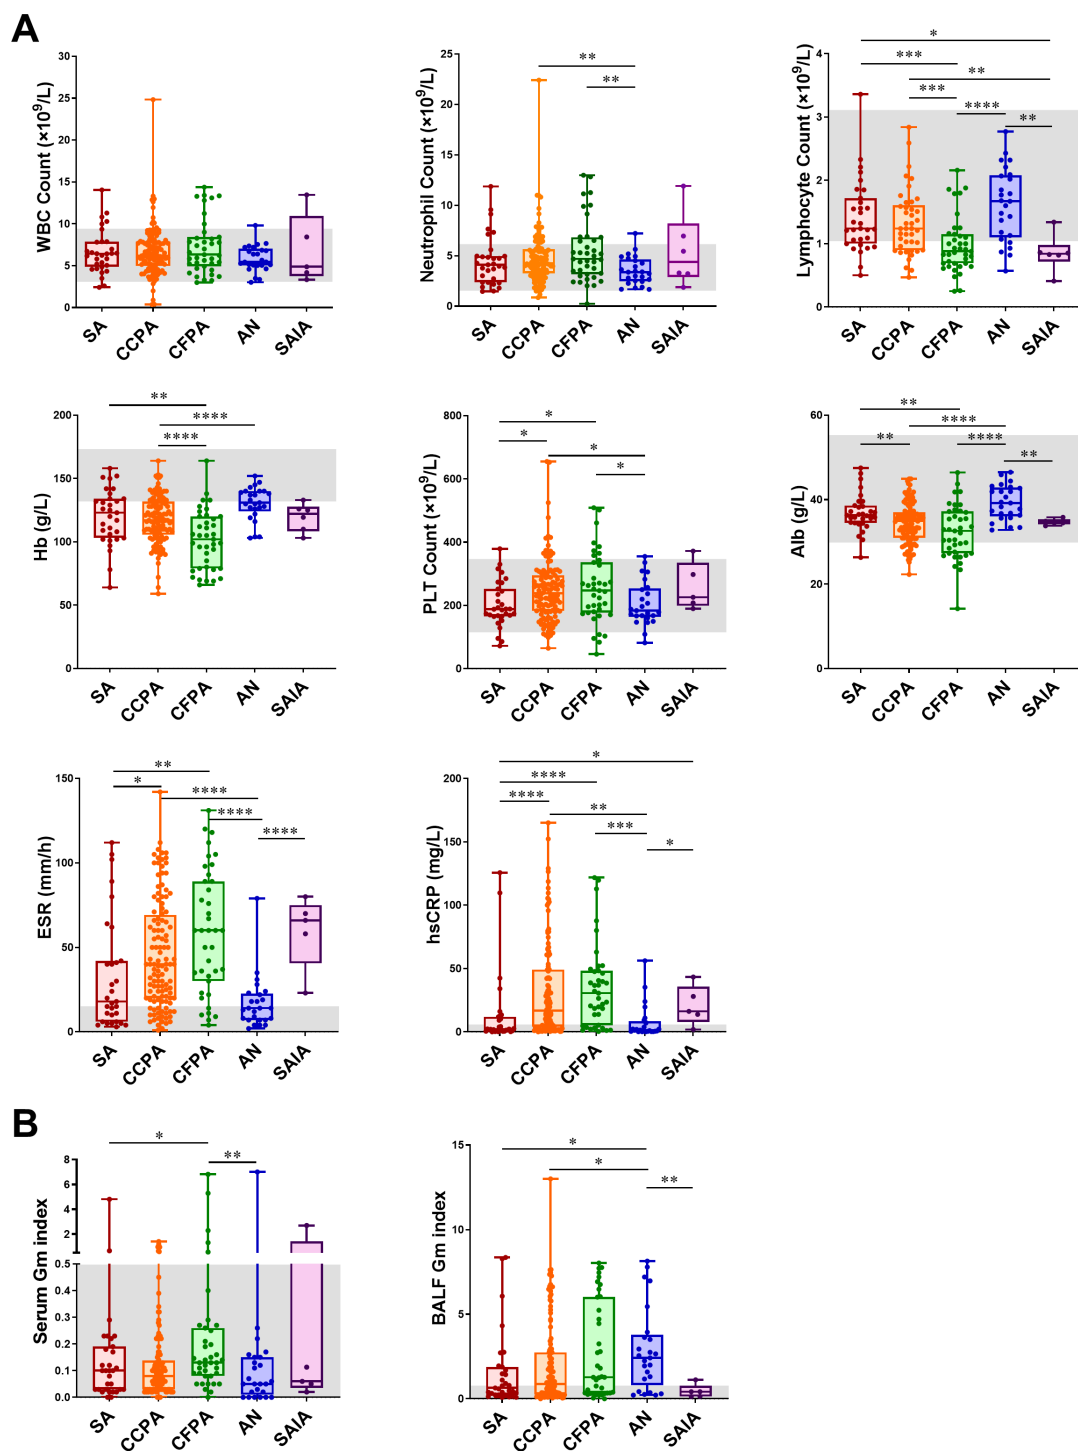 A
WBC Count (×10⁹/L)
30
25
20
15
10
5
0
SA
CCPA
CFPA
AN
SAIA
Neutrophil Count (×10⁹/L)
25
20
15
10
5
0
**
**
SA
CCPA
CFPA
AN
SAIA
Lymphocyte Count (×10⁹/L)
4
3
2
1
0
*
***
**
***
****
**
SA
CCPA
CFPA
AN
SAIA
Hb (g/L)
200
150
100
50
0
**
****
****
SA
CCPA
CFPA
AN
SAIA
PLT Count (×10⁹/L)
800
600
400
200
0
*
*
*
*
SA
CCPA
CFPA
AN
SAIA
Alb (g/L)
60
40
20
0
**
****
**
****
**
SA
CCPA
CFPA
AN
SAIA
ESR (mm/h)
150
100
50
0
**
*
****
****
****
SA
CCPA
CFPA
AN
SAIA
hsCRP (mg/L)
200
150
100
50
0
*
****
****
**
***
*
SA
CCPA
CFPA
AN
SAIA
B
Serum Gm index
8
6
4
2
0.5
0.4
0.3
0.2
0.1
0.0
*
**
SA
CCPA
CFPA
AN
SAIA
BALF Gm index
15
10
5
0
*
*
**
SA
CCPA
CFPA
AN
SAIA